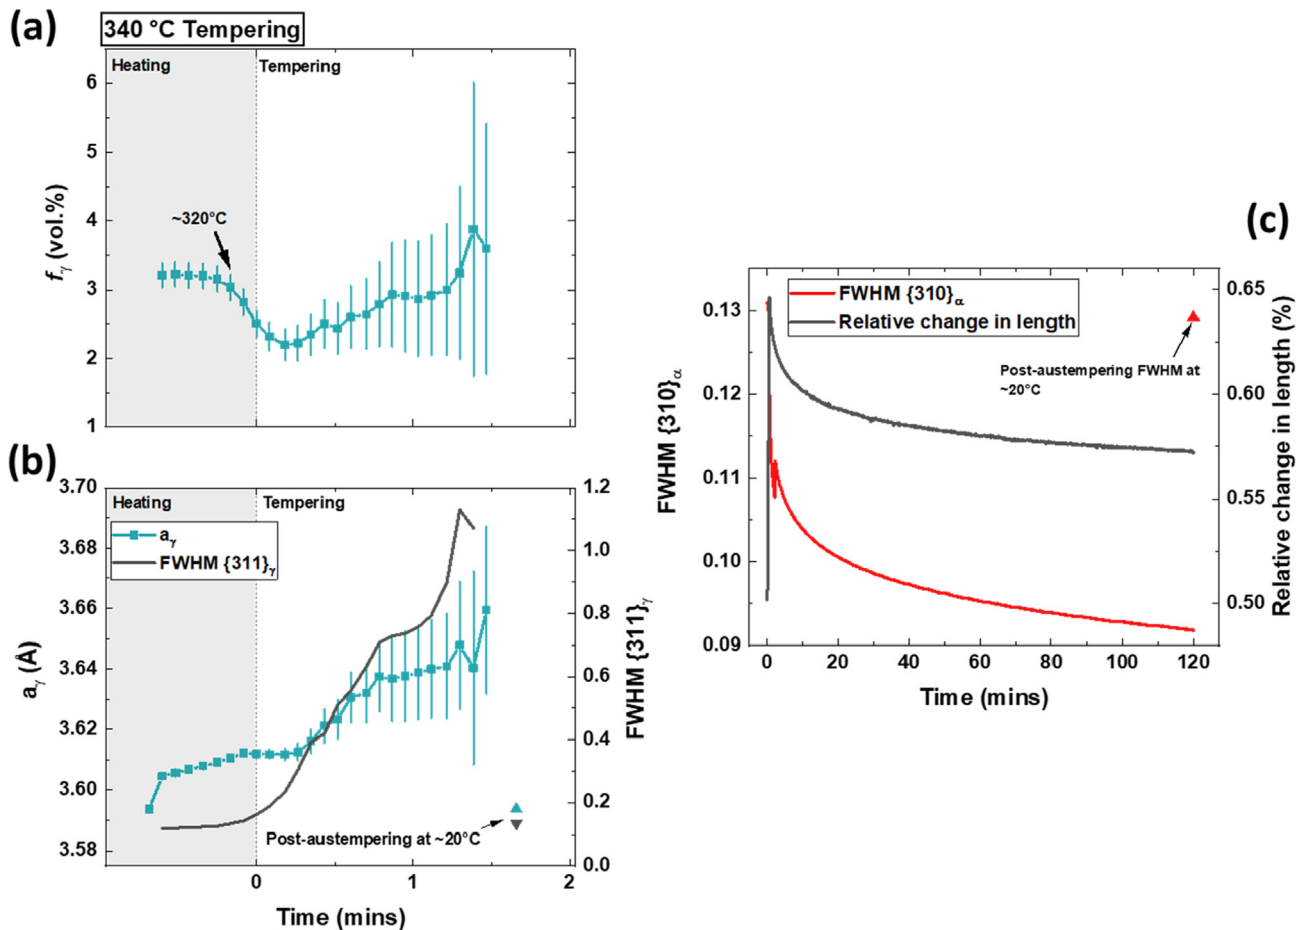 (a)
340 °C Tempering
Heating
Tempering
6
5
4
3
2
1
fγ (vol.%)
~320°C
(b)
3.70
3.68
3.66
3.64
3.62
3.60
3.58
aγ (Å)
Heating
Tempering
aγ
FWHM {311}γ
Post-austempering at ~20°C
1.2
1.0
0.8
0.6
0.4
0.2
0.0
FWHM {311}γ
0
1
2
Time (mins)
(c)
0.13
0.12
0.11
0.10
0.09
FWHM {310}α
FWHM {310}α
Relative change in length
Post-austempering FWHM at
~20°C
0.65
0.60
0.55
0.50
Relative change in length (%)
0
20
40
60
80
100
120
Time (mins)